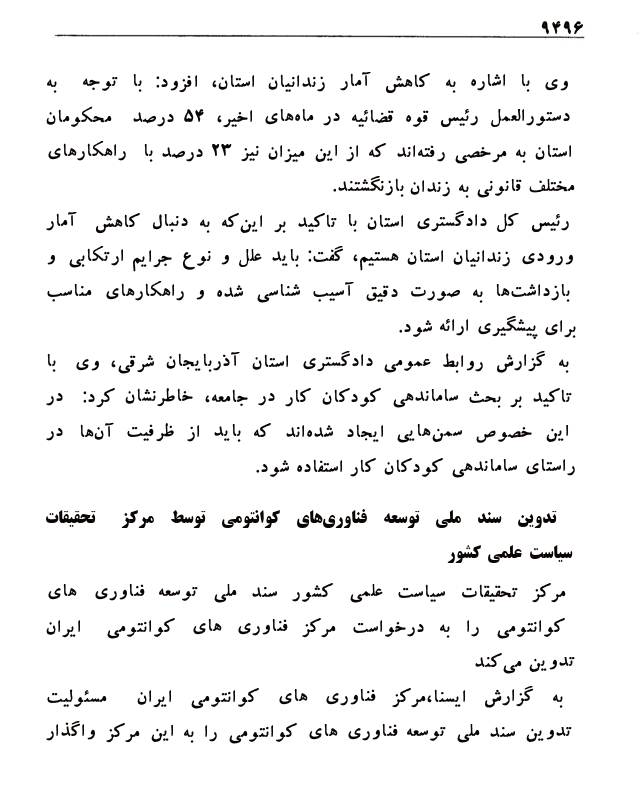 ۹۴۹۶
وی با اشاره به کاهش آمار زندانیان استان، افزود: با توجه به
دستورالعمل رئیس قوه قضائیه در ماه‌های اخیر، ۵۴ درصد محکومان
استان به مرخصی رفته‌اند که از این میزان نیز ۲۳ درصد با راهکارهای
مختلف قانونی به زندان بازنگشتند.
رئیس کل دادگستری استان با تاکید بر این‌که به دنبال کاهش آمار
ورودی زندانیان استان هستیم، گفت: باید علل و نوع جرایم ارتکابی و
بازداشت‌ها به صورت دقیق آسیب شناسی شده و راهکارهای مناسب
برای پیشگیری ارائه شود.
به گزارش روابط عمومی دادگستری استان آذربایجان شرقی، وی با
تاکید بر بحث ساماندهی کودکان کار در جامعه، خاطرنشان کرد: در
این خصوص سمن‌هایی ایجاد شده‌اند که باید از ظرفیت آن‌ها در
راستای ساماندهی کودکان کار استفاده شود.
تدوین سند ملی توسعه فناوری‌های کوانتومی توسط مرکز تحقیقات
سیاست علمی کشور
مرکز تحقیقات سیاست علمی کشور سند ملی توسعه فناوری های
کوانتومی را به درخواست مرکز فناوری های کوانتومی ایران
تدوین می‌کند
به گزارش ایسنا،مرکز فناوری های کوانتومی ایران مسئولیت
تدوین سند ملی توسعه فناوری های کوانتومی را به این مرکز واگذار